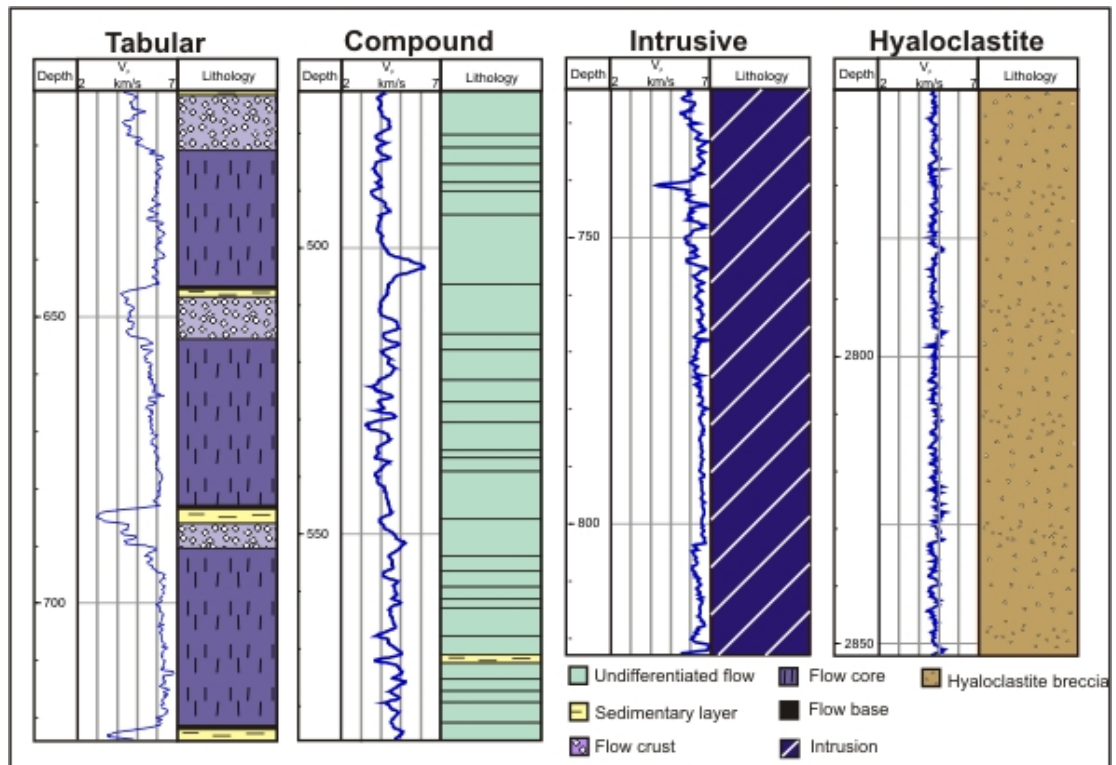 Tabular
Compound
Intrusive
Hyaloclastite
Depth 2 Vp km/s 7 Lithology
Depth 2 Vp km/s 7 Lithology
Depth 2 Vp km/s 7 Lithology
Depth 2 Vp km/s 7 Lithology
650
700
500
550
750
800
2800
2850
Undifferentiated flow
Sedimentary layer
Flow crust
Flow core
Flow base
Intrusion
Hyaloclastite breccia